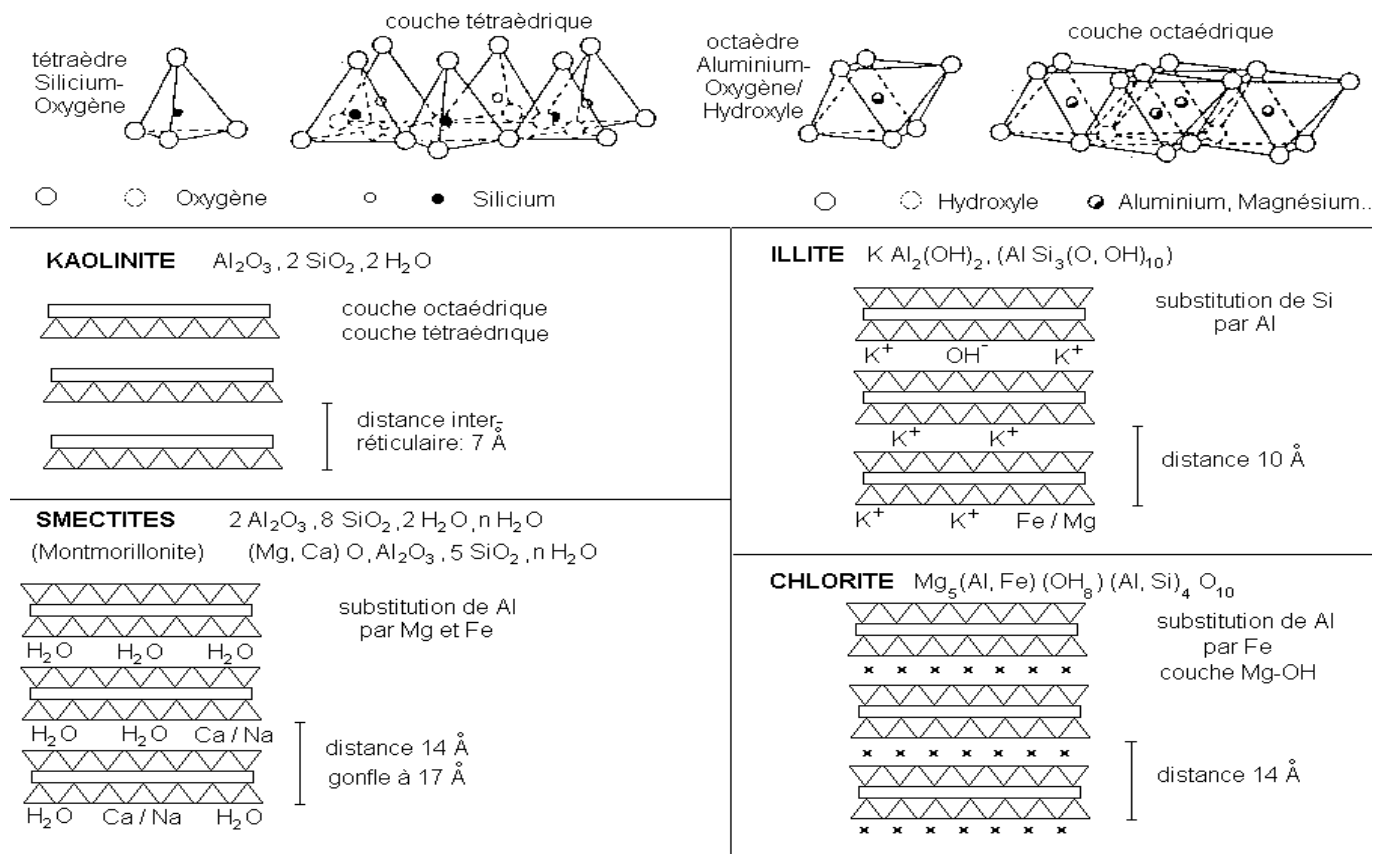 couche tétraèdrique
tétraèdre
Silicium-
Oxygène
Oxygène
Silicium
couche octaédrique
octaèdre
Aluminium-
Oxygène/
Hydroxyle
Hydroxyle
Aluminium, Magnésium..
KAOLINITE Al₂O₃, 2 SiO₂, 2 H₂O
couche octaédrique
couche tétraédrique
distance inter-
réticulaire: 7 Å
SMECTITES 2 Al₂O₃, 8 SiO₂, 2 H₂O, n H₂O
(Montmorillonite) (Mg, Ca) O, Al₂O₃, 5 SiO₂, n H₂O
substitution de Al
par Mg et Fe
H₂O H₂O H₂O
H₂O H₂O Ca / Na
distance 14 Å
gonfle à 17 Å
H₂O Ca / Na H₂O
ILLITE K Al₂(OH)₂, (Al Si₃(O, OH)₁₀)
substitution de Si
par Al
K⁺ OH⁻ K⁺
K⁺ K⁺
distance 10 Å
K⁺ K⁺ Fe / Mg
CHLORITE Mg₅(Al, Fe) (OH₈) (Al, Si)₄ O₁₀
substitution de Al
par Fe
couche Mg-OH
distance 14 Å